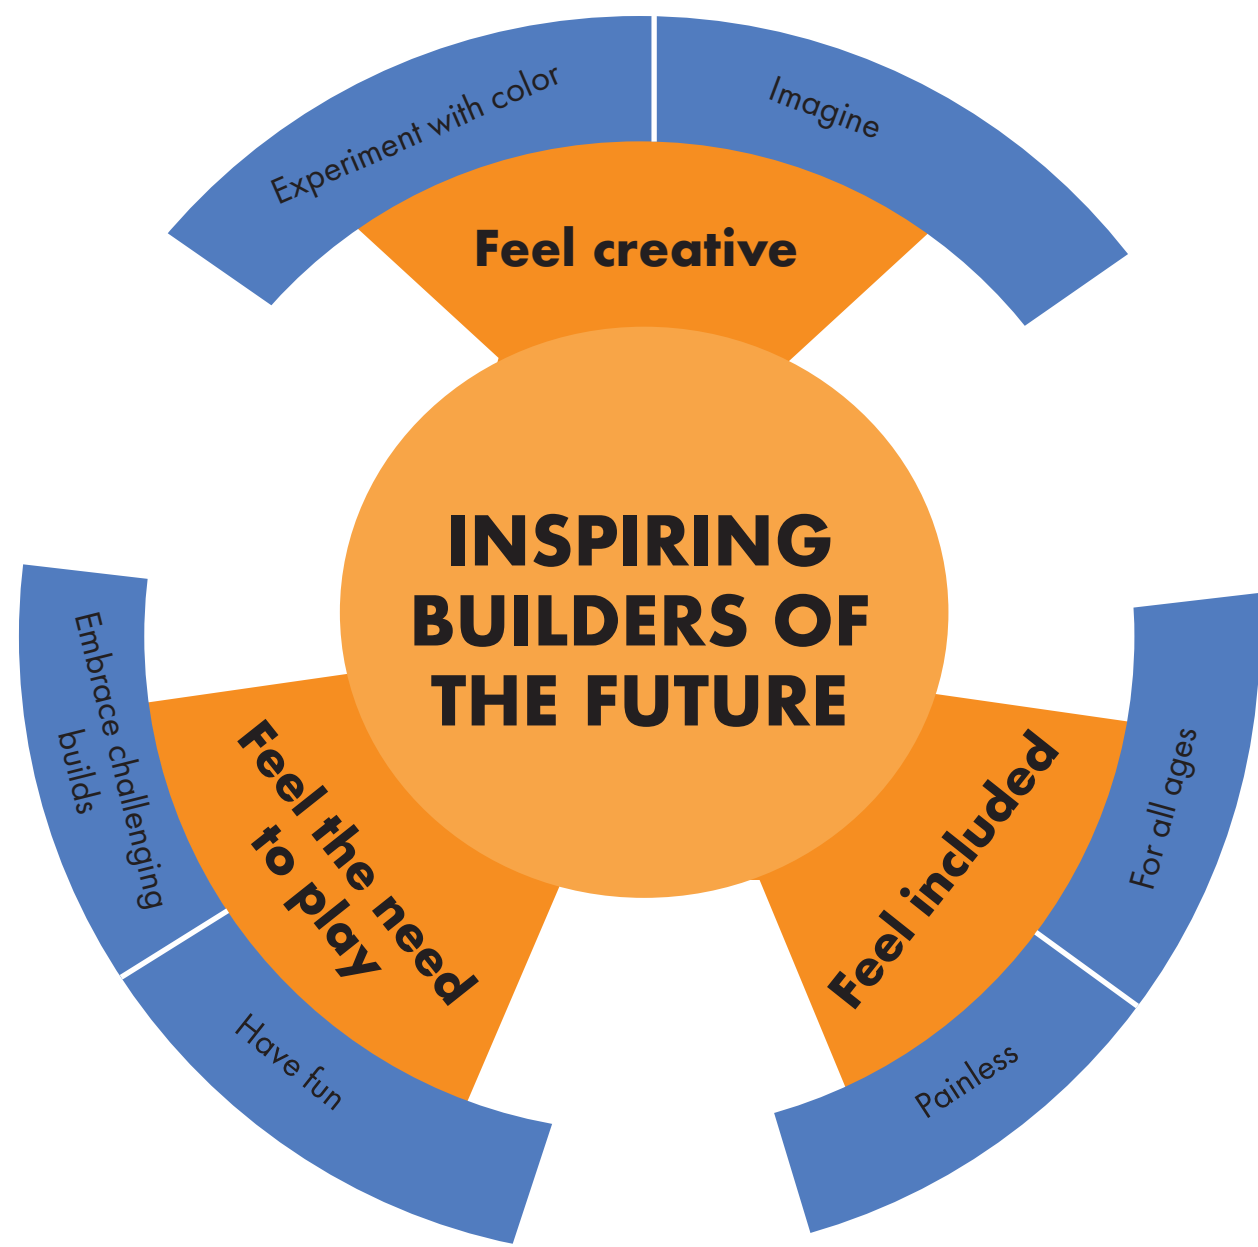 Experiment with color
Imagine
Feel creative
INSPIRING
BUILDERS OF
THE FUTURE
Embrace challenging
builds
Feel the need
to play
Have fun
Feel included
For all ages
Painless